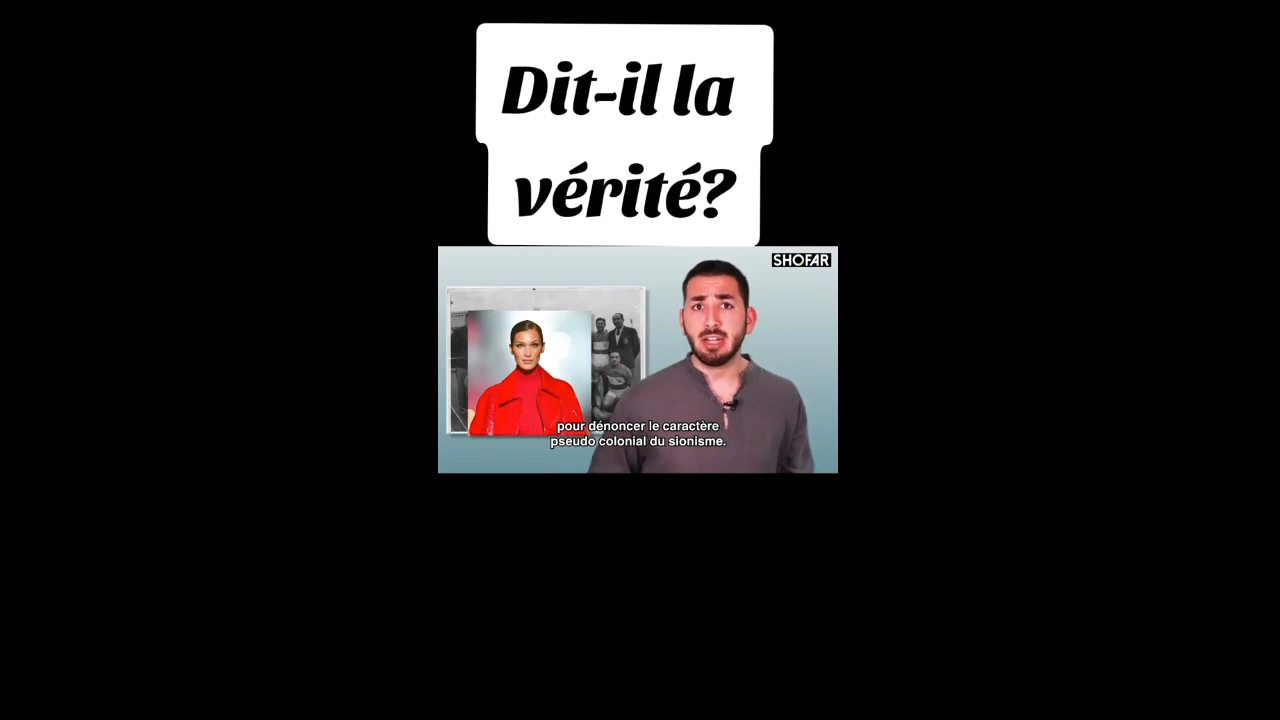 Dit-il la
vérité?
SHOFAR
pour dénoncer le caractère
pseudo colonial du sionisme.